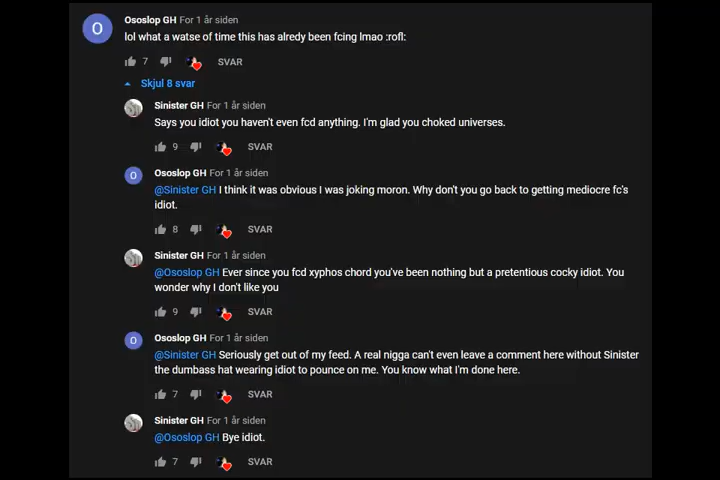 O
Ososlop GH For 1 år siden
lol what a watse of time this has alredy been fcing lmao :rofl:
7 SVAR
Skjul 8 svar
Sinister GH For 1 år siden
Says you idiot you haven't even fcd anything. I'm glad you choked universes.
9 SVAR
O
Ososlop GH For 1 år siden
@Sinister GH I think it was obvious I was joking moron. Why don't you go back to getting mediocre fc's
idiot.
8 SVAR
Sinister GH For 1 år siden
@Ososlop GH Ever since you fcd xyphos chord you've been nothing but a pretentious cocky idiot. You
wonder why I don't like you
9 SVAR
O
Ososlop GH For 1 år siden
@Sinister GH Seriously get out of my feed. A real nigga can't even leave a comment here without Sinister
the dumbass hat wearing idiot to pounce on me. You know what I'm done here.
7 SVAR
Sinister GH For 1 år siden
@Ososlop GH Bye idiot.
7 SVAR